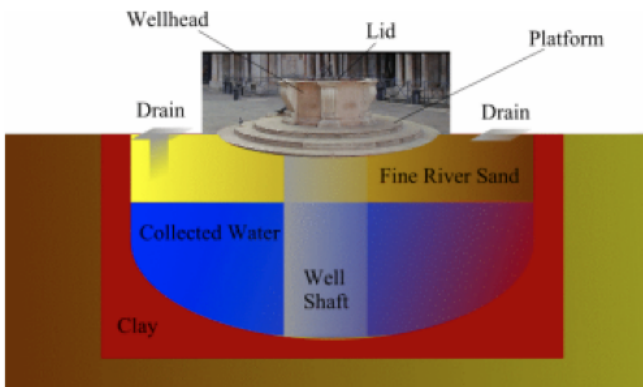 Wellhead
Lid
Platform
Drain
Drain
Fine River Sand
Collected Water
Well
Shaft
Clay